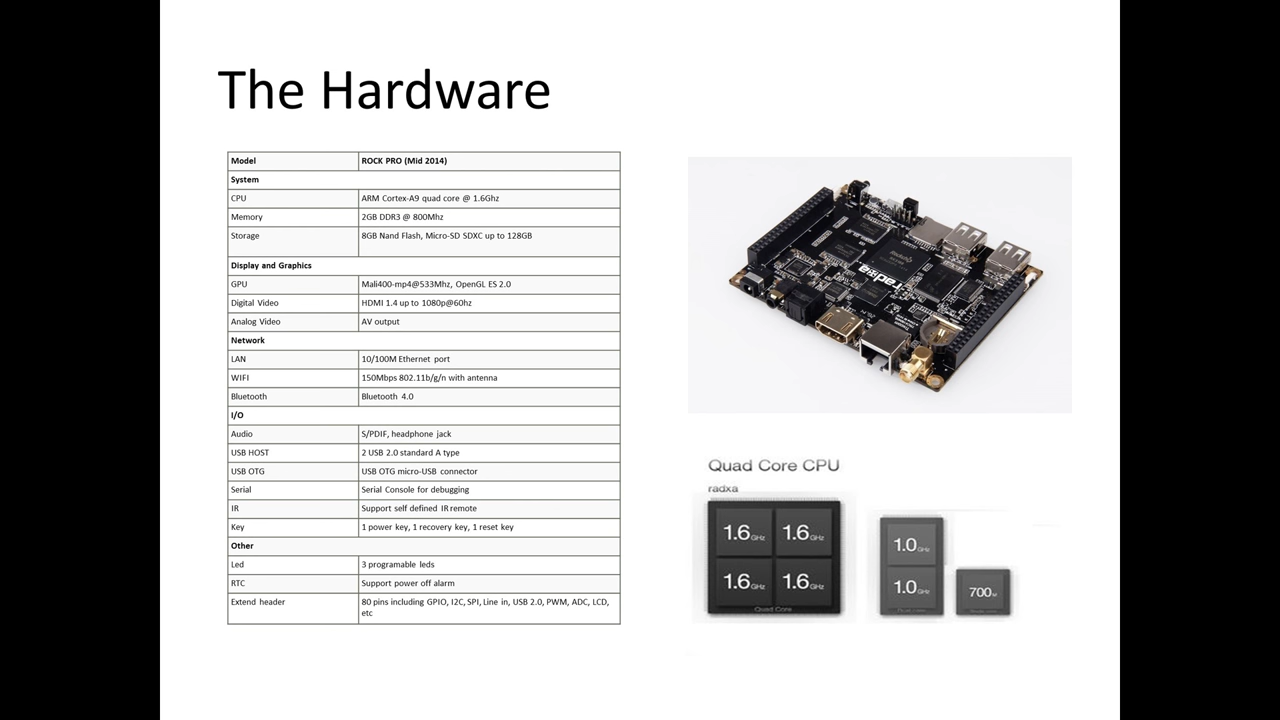 The Hardware
Model ROCK PRO (Mid 2014)
System
CPU ARM Cortex-A9 quad core @ 1.6Ghz
Memory 2GB DDR3 @ 800Mhz
Storage 8GB Nand Flash, Micro-SD SDXC up to 128GB
Display and Graphics
GPU Mali400-mp4@533Mhz, OpenGL ES 2.0
Digital Video HDMI 1.4 up to 1080p@60hz
Analog Video AV output
Network
LAN 10/100M Ethernet port
WIFI 150Mbps 802.11b/g/n with antenna
Bluetooth Bluetooth 4.0
I/O
Audio S/PDIF, headphone jack
USB HOST 2 USB 2.0 standard A type
USB OTG USB OTG micro-USB connector
Serial Serial Console for debugging
IR Support self defined IR remote
Key 1 power key, 1 recovery key, 1 reset key
Other
Led 3 programable leds
RTC Support power off alarm
Extend header 80 pins including GPIO, I2C, SPI, Line in, USB 2.0, PWM, ADC, LCD,
etc
radxa
Quad Core CPU
radxa
1.6GHz 1.6GHz
1.6GHz 1.6GHz
Quad Core
1.0GHz
1.0GHz
700M